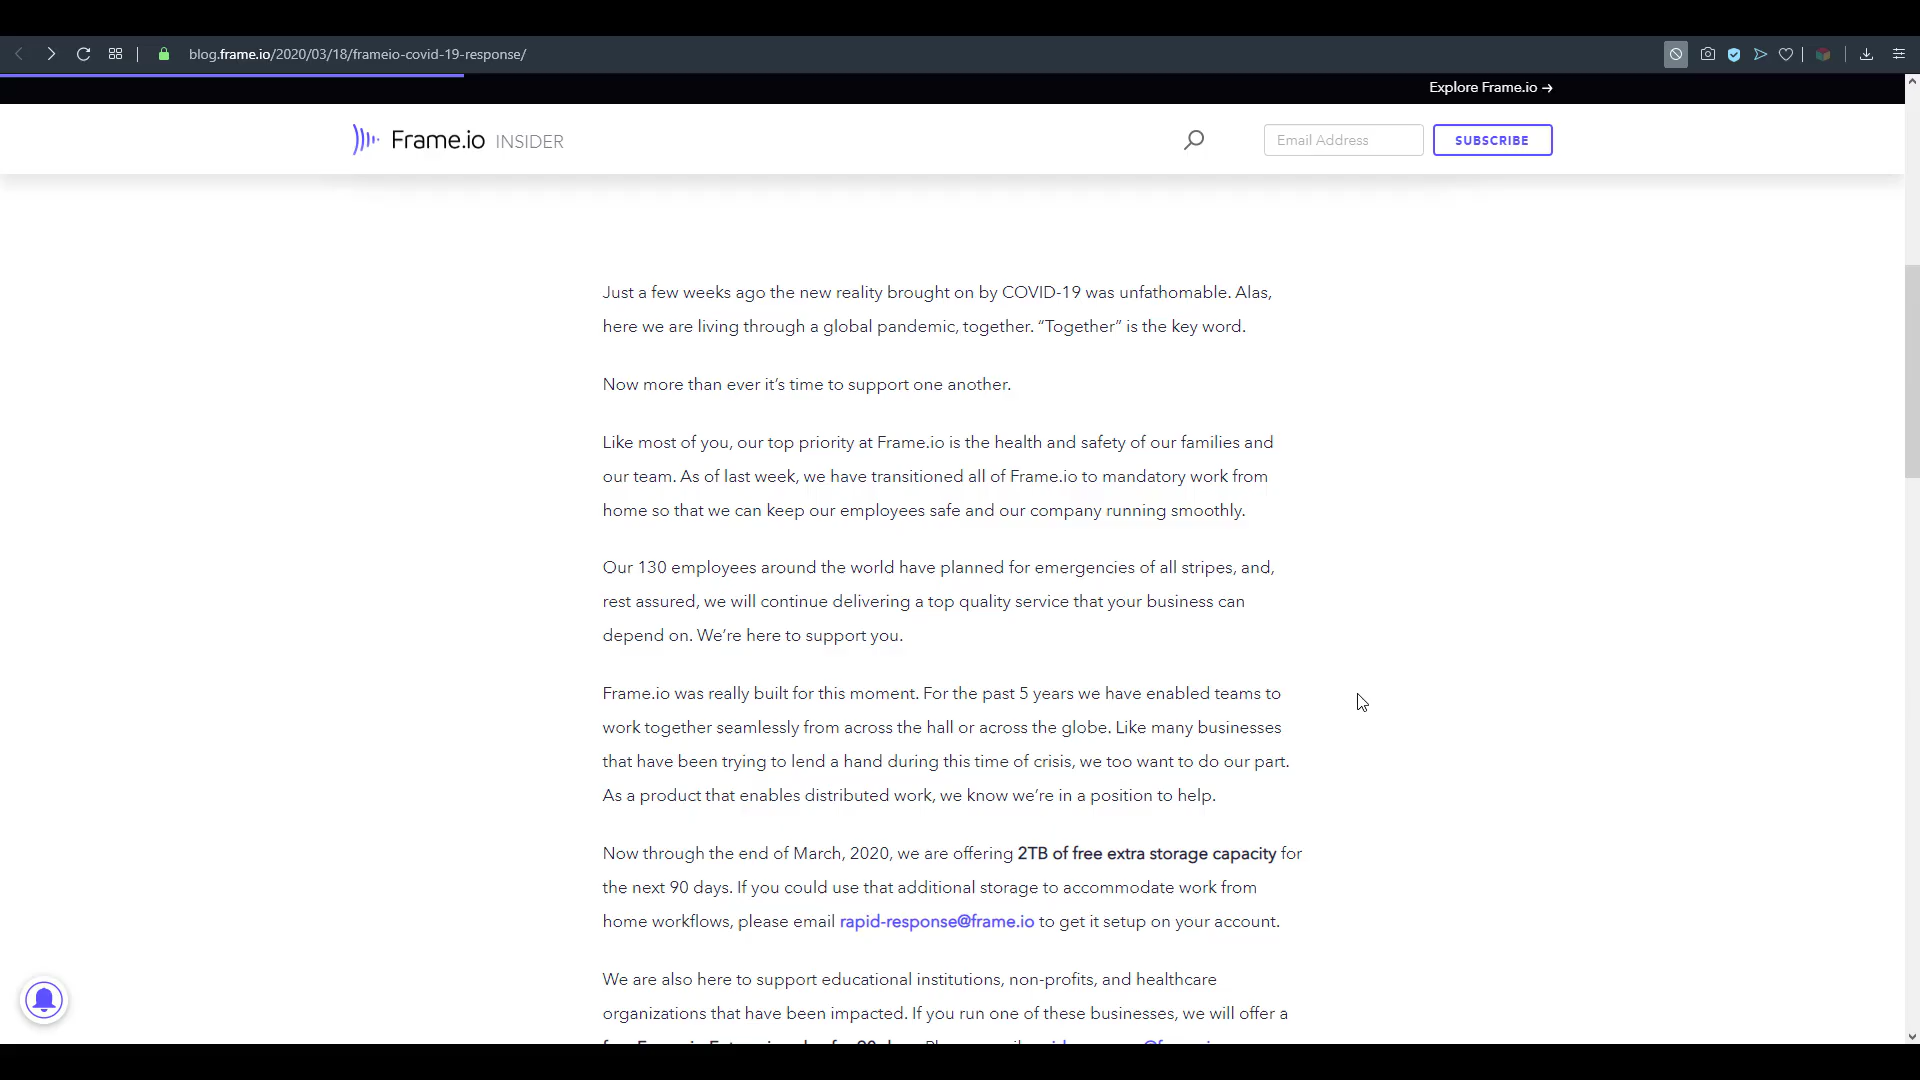 blog.frame.io/2020/03/18/frameio-covid-19-response/
Explore Frame.io →
Frame.io INSIDER
Email Address
SUBSCRIBE
Just a few weeks ago the new reality brought on by COVID-19 was unfathomable. Alas,
here we are living through a global pandemic, together. “Together” is the key word.
Now more than ever it’s time to support one another.
Like most of you, our top priority at Frame.io is the health and safety of our families and
our team. As of last week, we have transitioned all of Frame.io to mandatory work from
home so that we can keep our employees safe and our company running smoothly.
Our 130 employees around the world have planned for emergencies of all stripes, and,
rest assured, we will continue delivering a top quality service that your business can
depend on. We’re here to support you.
Frame.io was really built for this moment. For the past 5 years we have enabled teams to
work together seamlessly from across the hall or across the globe. Like many businesses
that have been trying to lend a hand during this time of crisis, we too want to do our part.
As a product that enables distributed work, we know we’re in a position to help.
Now through the end of March, 2020, we are offering 2TB of free extra storage capacity for
the next 90 days. If you could use that additional storage to accommodate work from
home workflows, please email rapid-response@frame.io to get it setup on your account.
We are also here to support educational institutions, non-profits, and healthcare
organizations that have been impacted. If you run one of these businesses, we will offer a